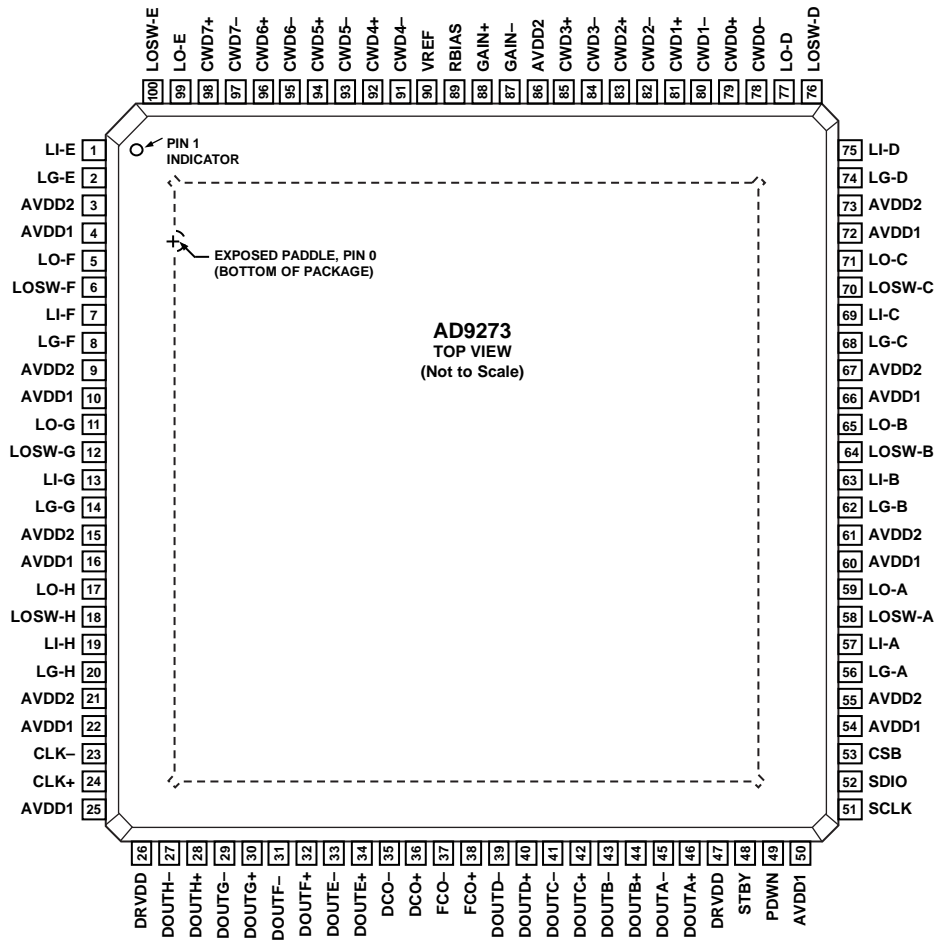 LOSW-E
LO-E
CWD7+
CWD7–
CWD6+
CWD6–
CWD5+
CWD5–
CWD4+
CWD4–
VREF
RBIAS
GAIN+
GAIN–
AVDD2
CWD3+
CWD3–
CWD2+
CWD2–
CWD1+
CWD1–
CWD0+
CWD0–
LO-D
LOSW-D
100
99
98
97
96
95
94
93
92
91
90
89
88
87
86
85
84
83
82
81
80
79
78
77
76
LI-E 1
LG-E 2
AVDD2 3
AVDD1 4
LO-F 5
LOSW-F 6
LI-F 7
LG-F 8
AVDD2 9
AVDD1 10
LO-G 11
LOSW-G 12
LI-G 13
LG-G 14
AVDD2 15
AVDD1 16
LO-H 17
LOSW-H 18
LI-H 19
LG-H 20
AVDD2 21
AVDD1 22
CLK– 23
CLK+ 24
AVDD1 25
PIN 1
INDICATOR
EXPOSED PADDLE, PIN 0
(BOTTOM OF PACKAGE)
AD9273
TOP VIEW
(Not to Scale)
75 LI-D
74 LG-D
73 AVDD2
72 AVDD1
71 LO-C
70 LOSW-C
69 LI-C
68 LG-C
67 AVDD2
66 AVDD1
65 LO-B
64 LOSW-B
63 LI-B
62 LG-B
61 AVDD2
60 AVDD1
59 LO-A
58 LOSW-A
57 LI-A
56 LG-A
55 AVDD2
54 AVDD1
53 CSB
52 SDIO
51 SCLK
26
27
28
29
30
31
32
33
34
35
36
37
38
39
40
41
42
43
44
45
46
47
48
49
50
DRVDD
DOUTH–
DOUTH+
DOUTG–
DOUTG+
DOUTF–
DOUTF+
DOUTE–
DOUTE+
DCO–
DCO+
FCO–
FCO+
DOUTD–
DOUTD+
DOUTC–
DOUTC+
DOUTB–
DOUTB+
DOUTA–
DOUTA+
DRVDD
STBY
PDWN
AVDD1